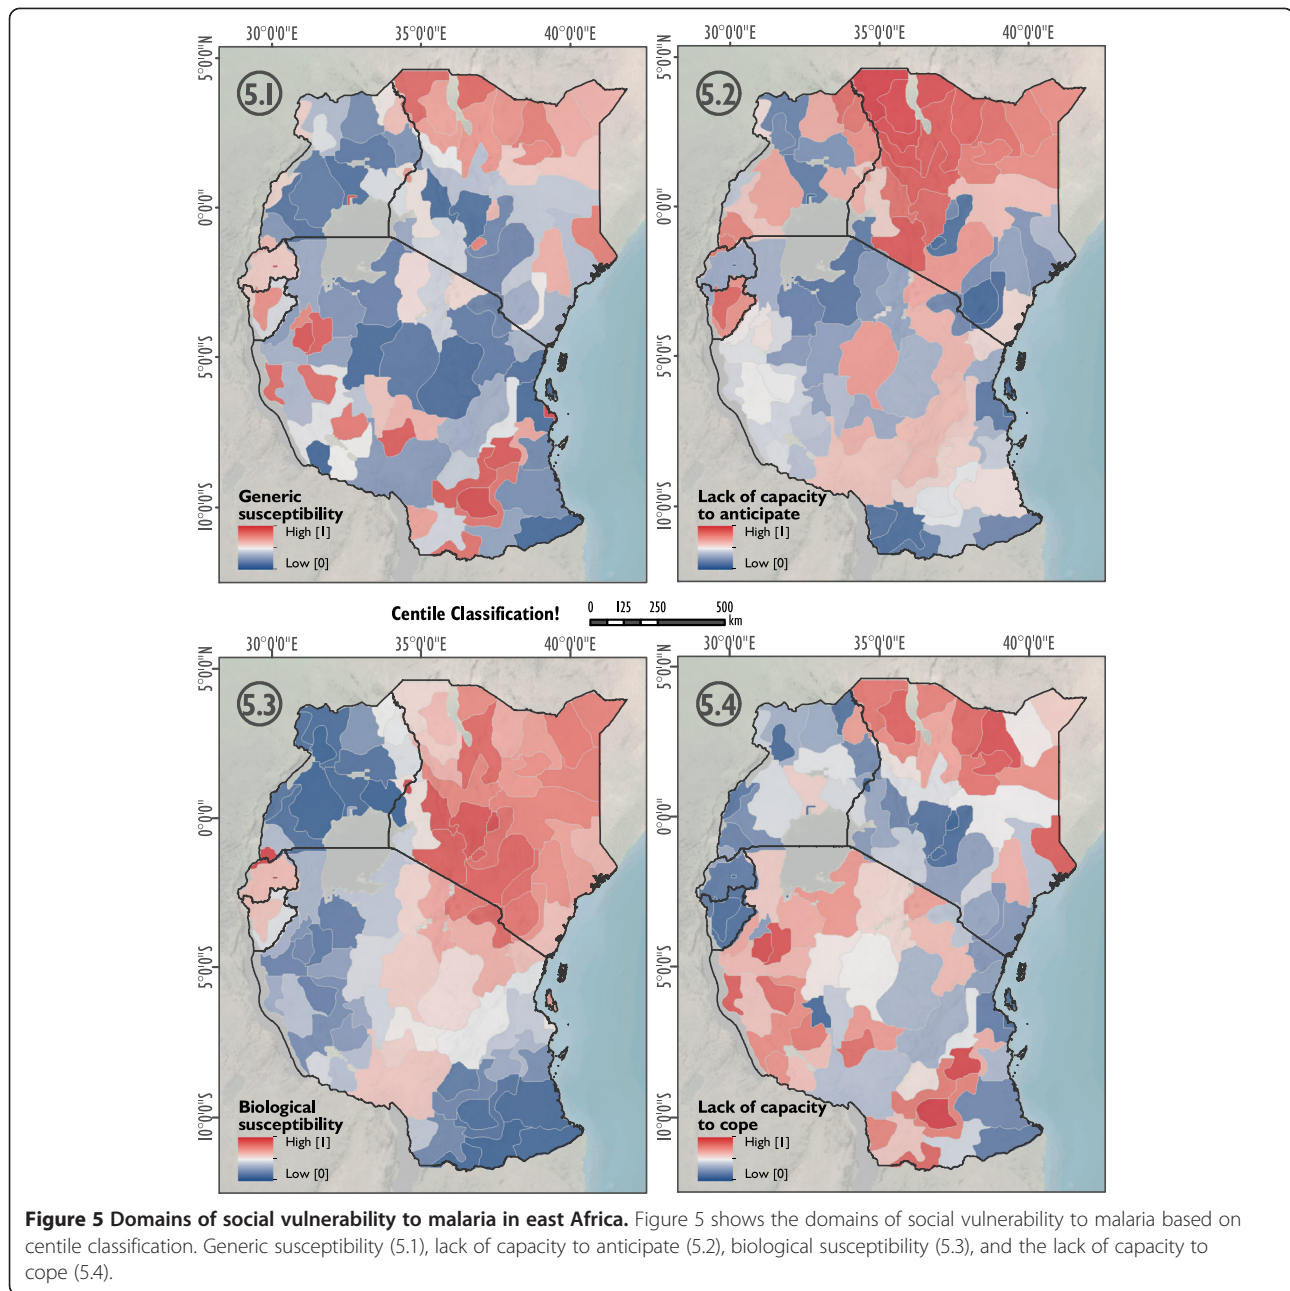 30°0'0"E 35°0'0"E 40°0'0"E
5°0'0"N
0°0'0"
5°0'0"S
10°0'0"S
5.1
Generic
susceptibility
High [1]
Low [0]
30°0'0"E 35°0'0"E 40°0'0"E
5°0'0"N
0°0'0"
5°0'0"S
10°0'0"S
5.2
Lack of capacity
to anticipate
High [1]
Low [0]
Centile Classification!
0 125 250 500
km
30°0'0"E 35°0'0"E 40°0'0"E
5°0'0"N
0°0'0"
5°0'0"S
10°0'0"S
5.3
Biological
susceptibility
High [1]
Low [0]
30°0'0"E 35°0'0"E 40°0'0"E
5°0'0"N
0°0'0"
5°0'0"S
10°0'0"S
5.4
Lack of capacity
to cope
High [1]
Low [0]
Figure 5 Domains of social vulnerability to malaria in east Africa. Figure 5 shows the domains of social vulnerability to malaria based on
centile classification. Generic susceptibility (5.1), lack of capacity to anticipate (5.2), biological susceptibility (5.3), and the lack of capacity to
cope (5.4).